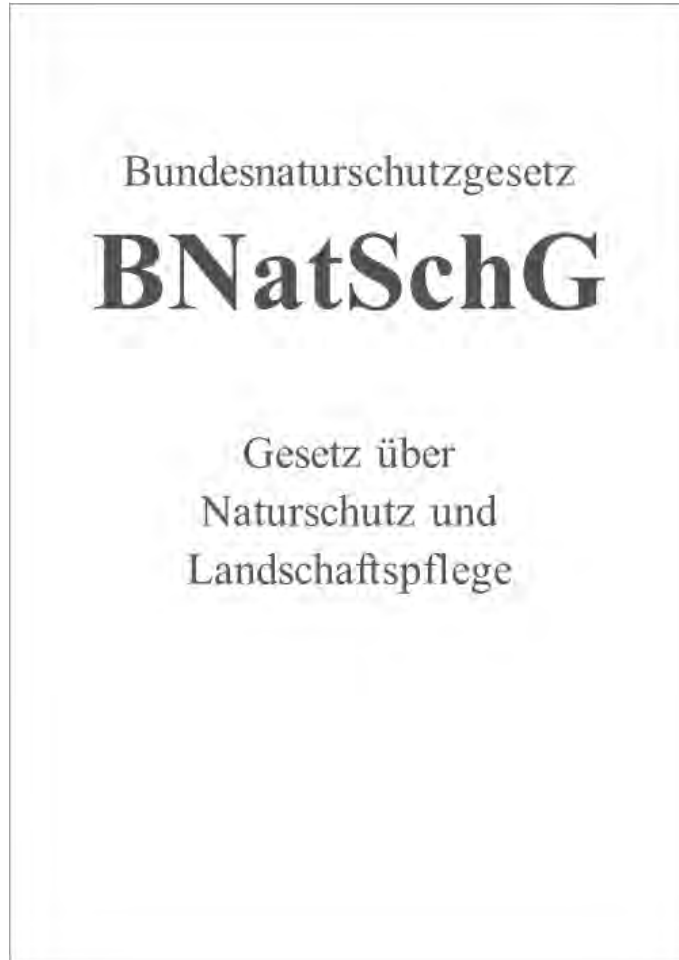 Bundesnaturschutzgesetz
BNatSchG
Gesetz über
Naturschutz und
Landschaftspflege